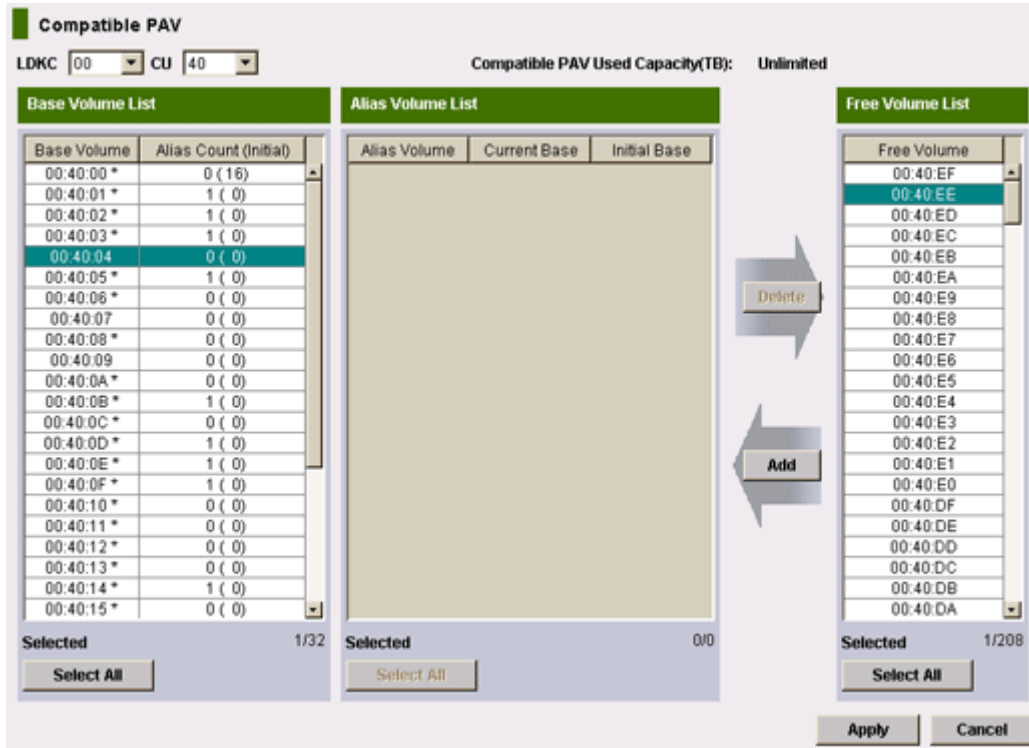 Compatible PAV
LDKC 00 CU 40 Compatible PAV Used Capacity(TB): Unlimited
Base Volume List
Base Volume Alias Count (Initial)
00:40:00 * 0 ( 16)
00:40:01 * 1 ( 0)
00:40:02 * 1 ( 0)
00:40:03 * 1 ( 0)
00:40:04 0 ( 0)
00:40:05 * 1 ( 0)
00:40:06 * 0 ( 0)
00:40:07 0 ( 0)
00:40:08 * 0 ( 0)
00:40:09 0 ( 0)
00:40:0A * 0 ( 0)
00:40:0B * 1 ( 0)
00:40:0C * 0 ( 0)
00:40:0D * 1 ( 0)
00:40:0E * 1 ( 0)
00:40:0F * 1 ( 0)
00:40:10 * 0 ( 0)
00:40:11 * 0 ( 0)
00:40:12 * 0 ( 0)
00:40:13 * 0 ( 0)
00:40:14 * 1 ( 0)
00:40:15 * 0 ( 0)
Selected 1/32
Select All
Alias Volume List
Alias Volume Current Base Initial Base
Selected 0/0
Select All
Delete
Add
Free Volume List
Free Volume
00:40:EF
00:40:EE
00:40:ED
00:40:EC
00:40:EB
00:40:EA
00:40:E9
00:40:E8
00:40:E7
00:40:E6
00:40:E5
00:40:E4
00:40:E3
00:40:E2
00:40:E1
00:40:E0
00:40:DF
00:40:DE
00:40:DD
00:40:DC
00:40:DB
00:40:DA
Selected 1/208
Select All
Apply Cancel